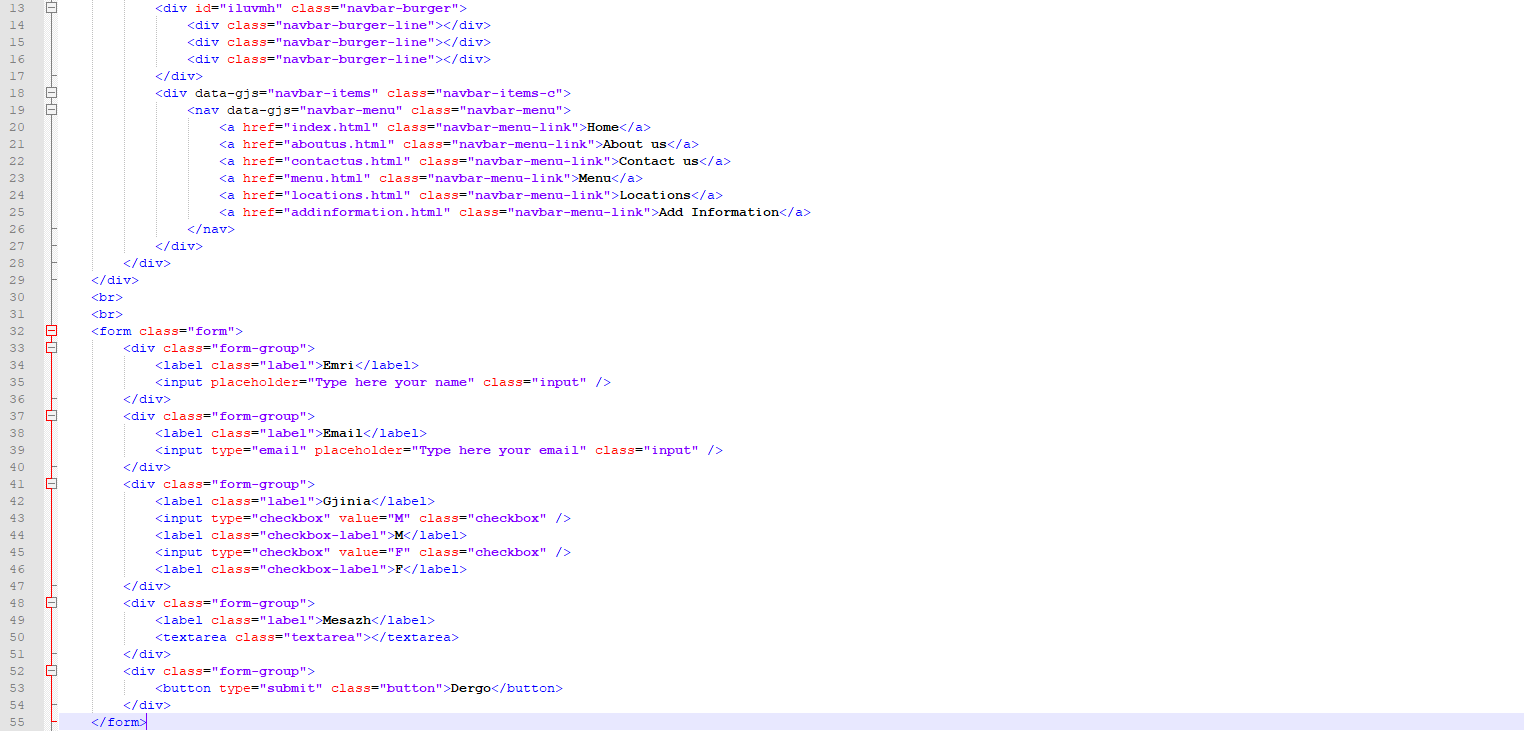 13 <div id="iluvmh" class="navbar-burger">
14 <div class="navbar-burger-line"></div>
15 <div class="navbar-burger-line"></div>
16 <div class="navbar-burger-line"></div>
17 </div>
18 <div data-gjs="navbar-items" class="navbar-items-c">
19 <nav data-gjs="navbar-menu" class="navbar-menu">
20 <a href="index.html" class="navbar-menu-link">Home</a>
21 <a href="aboutus.html" class="navbar-menu-link">About us</a>
22 <a href="contactus.html" class="navbar-menu-link">Contact us</a>
23 <a href="menu.html" class="navbar-menu-link">Menu</a>
24 <a href="locations.html" class="navbar-menu-link">Locations</a>
25 <a href="addinformation.html" class="navbar-menu-link">Add Information</a>
26 </nav>
27 </div>
28 </div>
29 </div>
30 <br>
31 <br>
32 <form class="form">
33 <div class="form-group">
34 <label class="label">Emri</label>
35 <input placeholder="Type here your name" class="input" />
36 </div>
37 <div class="form-group">
38 <label class="label">Email</label>
39 <input type="email" placeholder="Type here your email" class="input" />
40 </div>
41 <div class="form-group">
42 <label class="label">Gjinia</label>
43 <input type="checkbox" value="M" class="checkbox" />
44 <label class="checkbox-label">M</label>
45 <input type="checkbox" value="F" class="checkbox" />
46 <label class="checkbox-label">F</label>
47 </div>
48 <div class="form-group">
49 <label class="label">Mesazh</label>
50 <textarea class="textarea"></textarea>
51 </div>
52 <div class="form-group">
53 <button type="submit" class="button">Dergo</button>
54 </div>
55 </form>